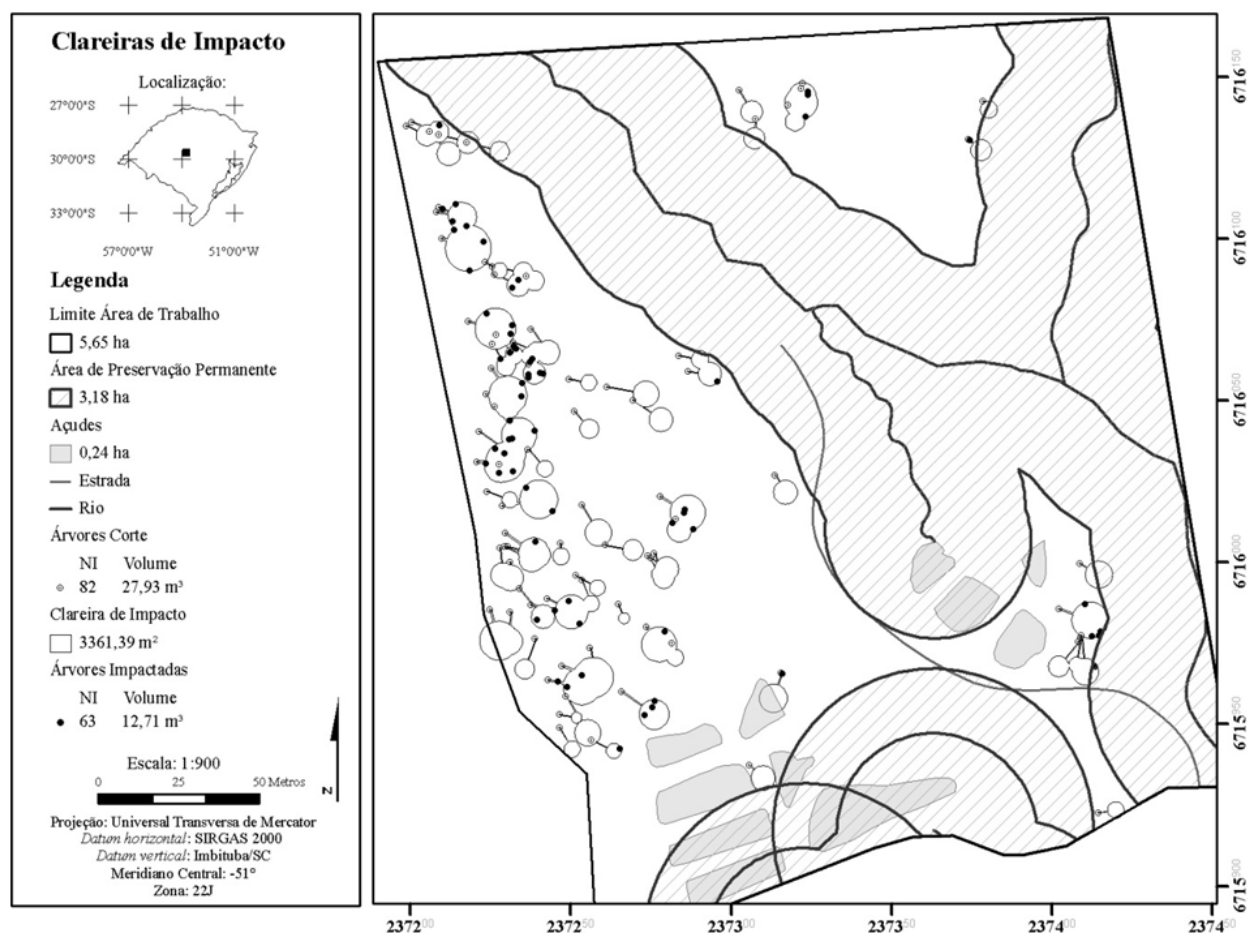 Clareiras de Impacto
Localização:
27°0'0"S
30°0'0"S
33°0'0"S
57°0'0"W 51°0'0"W
Legenda
Limite Área de Trabalho
5,65 ha
Área de Preservação Permanente
3,18 ha
Açudes
0,24 ha
Estrada
Rio
Árvores Corte
NI Volume
82 27,93 m³
Clareira de Impacto
3361,39 m²
Árvores Impactadas
NI Volume
63 12,71 m³
Escala: 1:900
0 25 50 Metros
N
Projeção: Universal Transversa de Mercator
Datum horizontal: SIRGAS 2000
Datum vertical: Imbituba/SC
Meridiano Central: -51°
Zona: 22J
6716150
6716100
6716050
6716000
6715950
6715900
237200 237250 237300 237350 237400 237450